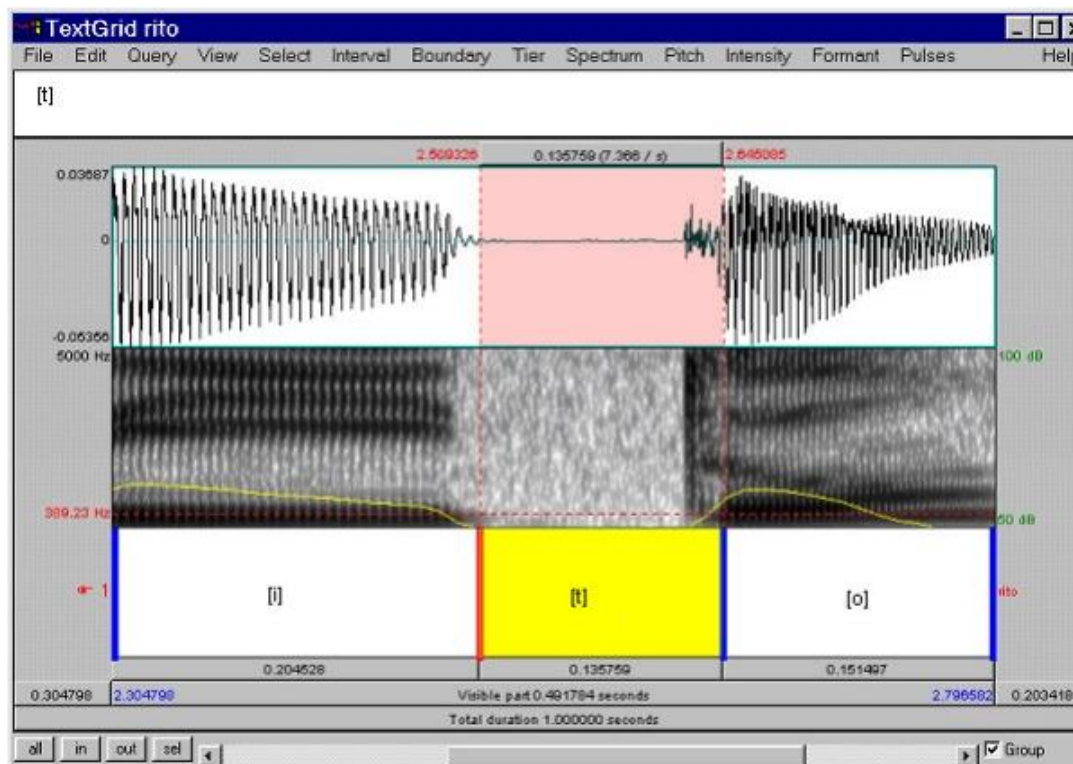 TextGrid rito
File Edit Query View Select Interval Boundary Tier Spectrum Pitch Intensity Formant Pulses Help
[t]
2.509326 0.135759 (7.366 / s) 2.645085
0.03687
0
-0.05356
5000 Hz 100 dB
389.23 Hz 50 dB
1 [i] [t] [o] rito
0.204528 0.135759 0.151497
0.304798 2.304798 Visible part 0.491784 seconds 2.796582 0.203418
Total duration 1.000000 seconds
all in out sel Group